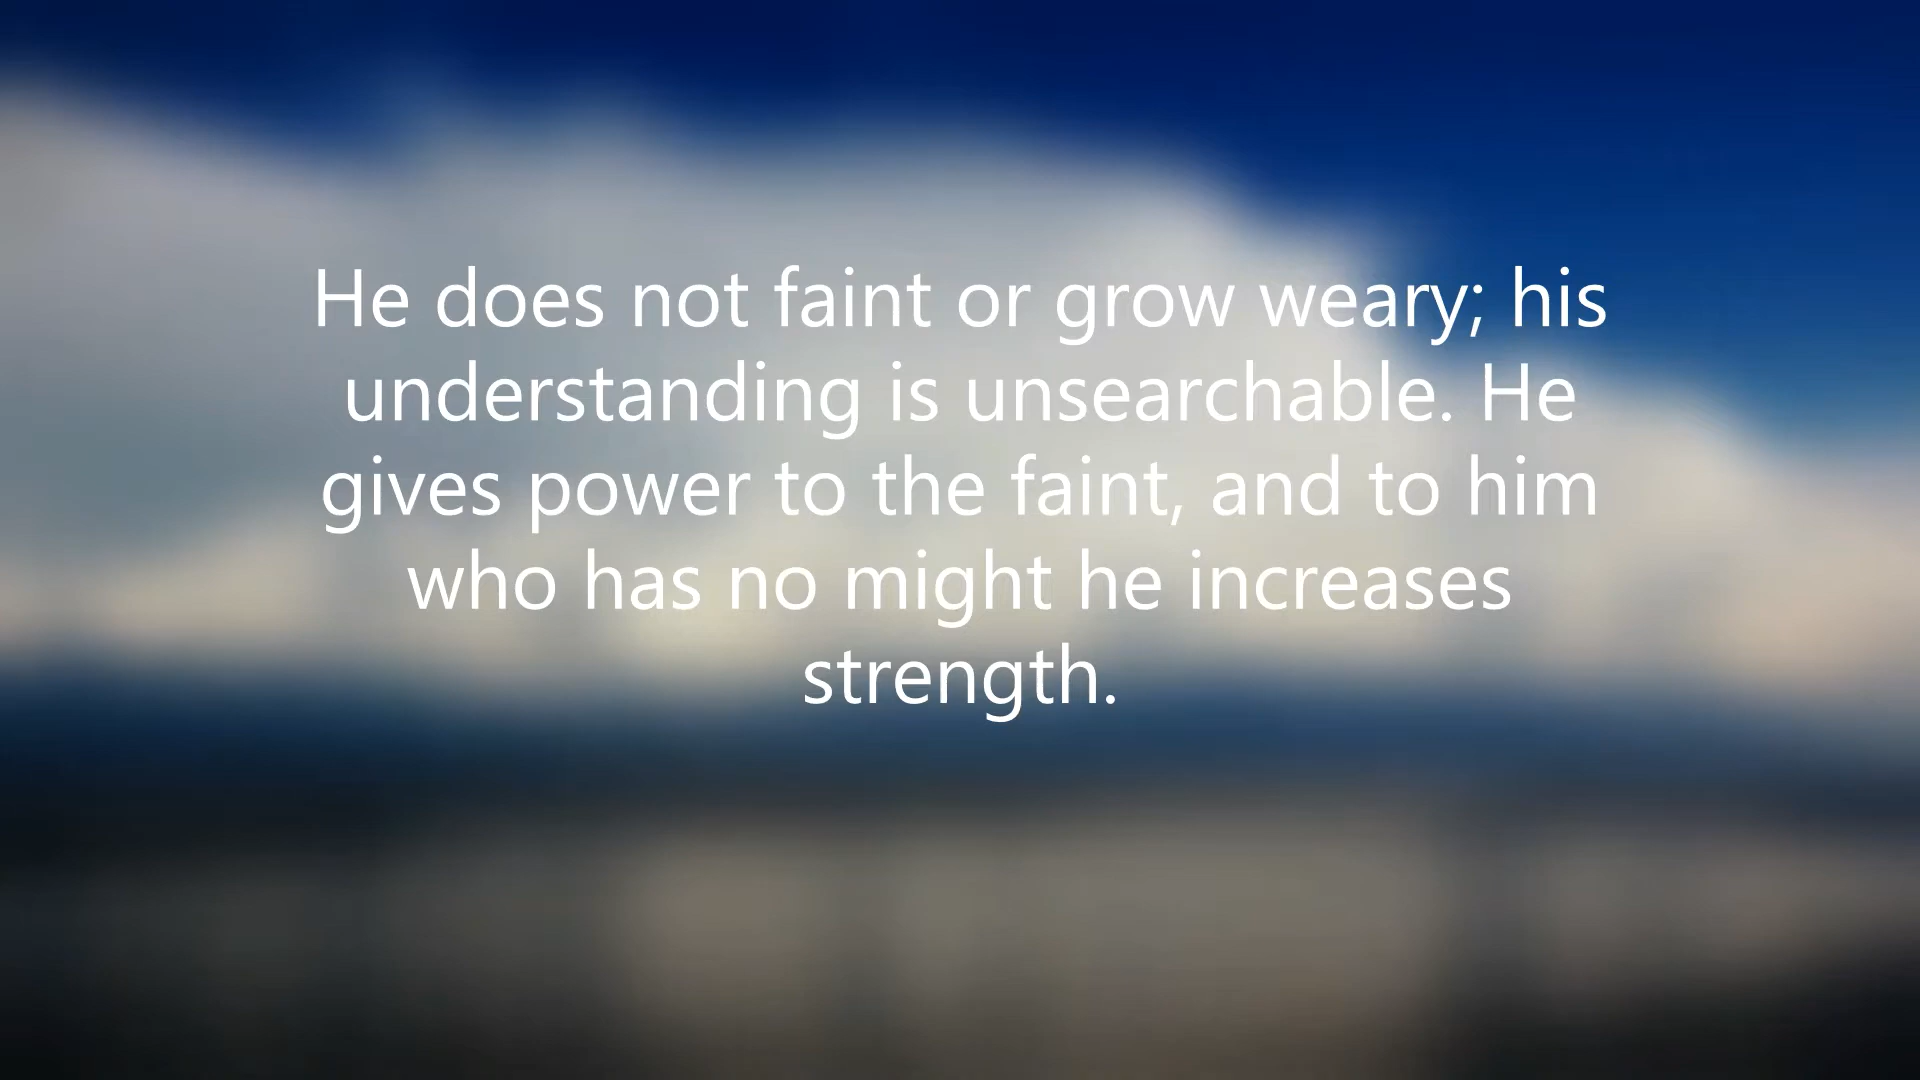 He does not faint or grow weary; his
understanding is unsearchable. He
gives power to the faint, and to him
who has no might he increases
strength.